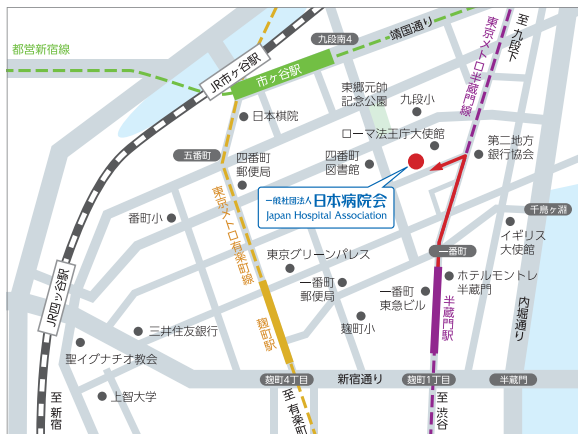 都営新宿線
JR市ヶ谷駅
市ヶ谷駅
九段南4
靖国通り
東京メトロ半蔵門線
至 九段下
東郷元帥
記念公園
九段小
日本棋院
ローマ法王庁大使館
第二地方
銀行協会
五番町
四番町
郵便局
四番町
図書館
一般社団法人 日本病院会
Japan Hospital Association
東京メトロ有楽町線
番町小
千鳥ヶ淵
イギリス
大使館
一番町
東京グリーンパレス
一番町
郵便局
ホテルモントレ
半蔵門
一番町
東急ビル
半蔵門駅
内堀通り
JR四ッ谷駅
麹町駅
麹町小
三井住友銀行
聖イグナチオ教会
上智大学
麹町4丁目
新宿通り
麹町1丁目
半蔵門
至 新宿
至 有楽町
至 渋谷